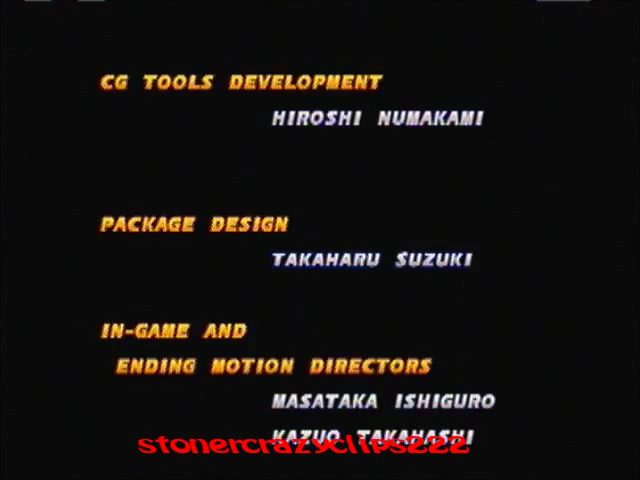 CG TOOLS DEVELOPMENT
HIROSHI NUMAKAMI
PACKAGE DESIGN
TAKAHARU SUZUKI
IN-GAME AND
ENDING MOTION DIRECTORS
MASATAKA ISHIGURO
KAZUO TAKAHASHI
stonercrazyclips222